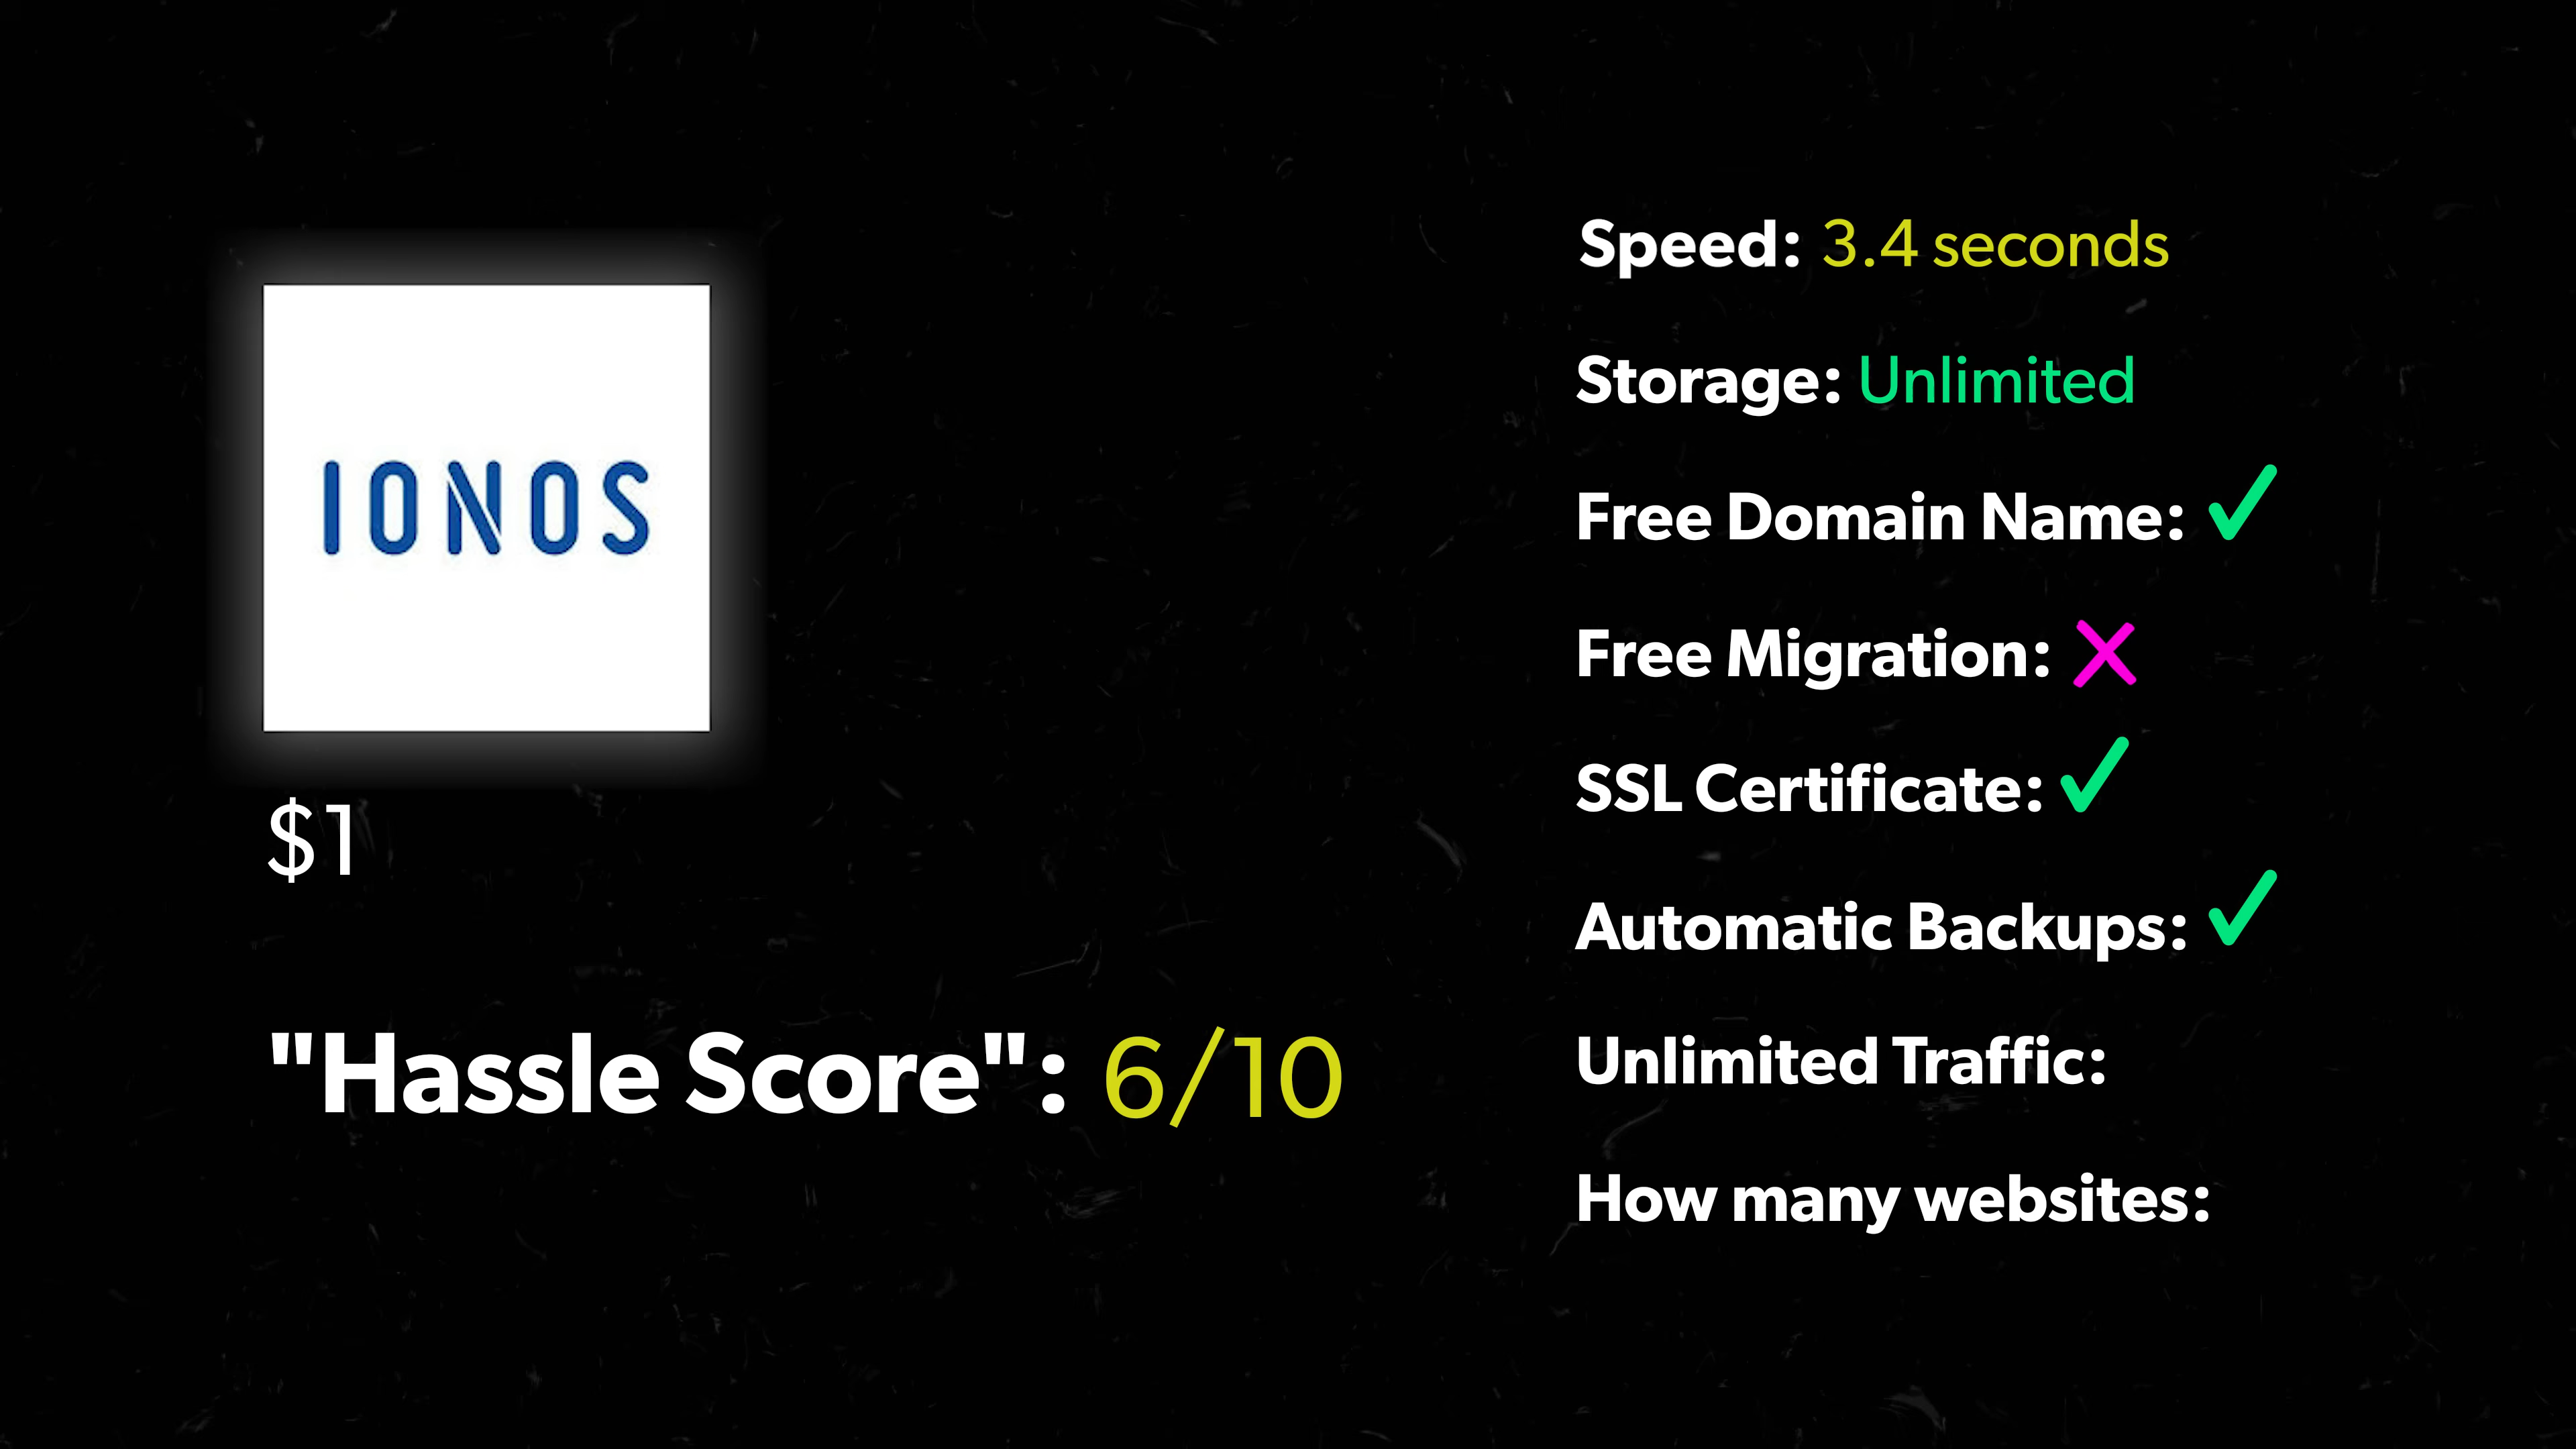 IONOS
$1
"Hassle Score": 6/10
Speed: 3.4 seconds
Storage: Unlimited
Free Domain Name: ✓
Free Migration: ✗
SSL Certificate: ✓
Automatic Backups: ✓
Unlimited Traffic:
How many websites: